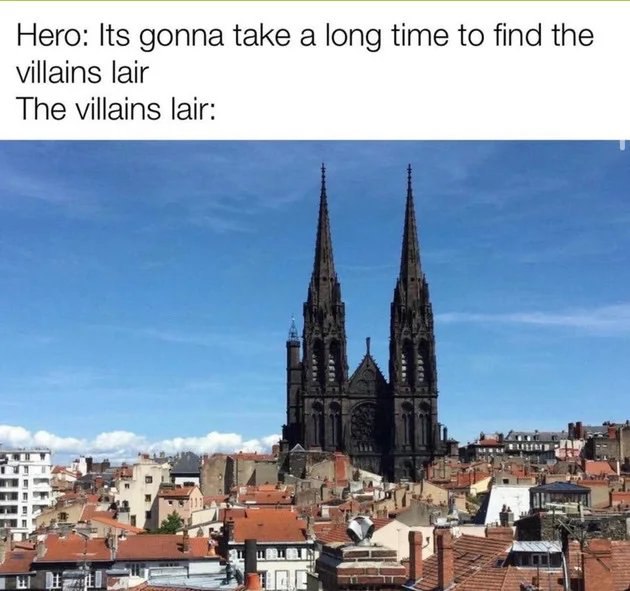 Hero: Its gonna take a long time to find the
villains lair
The villains lair: